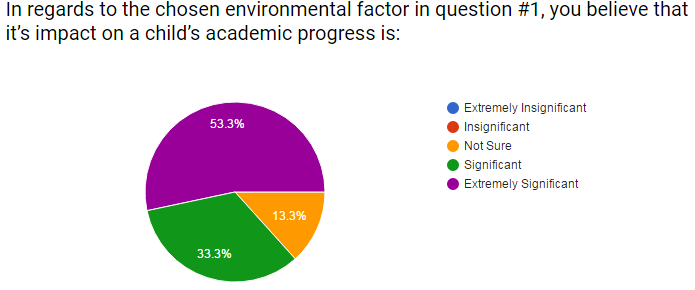 In regards to the chosen environmental factor in question #1, you believe that
it's impact on a child's academic progress is:
53.3%
13.3%
33.3%
Extremely Insignificant
Insignificant
Not Sure
Significant
Extremely Significant